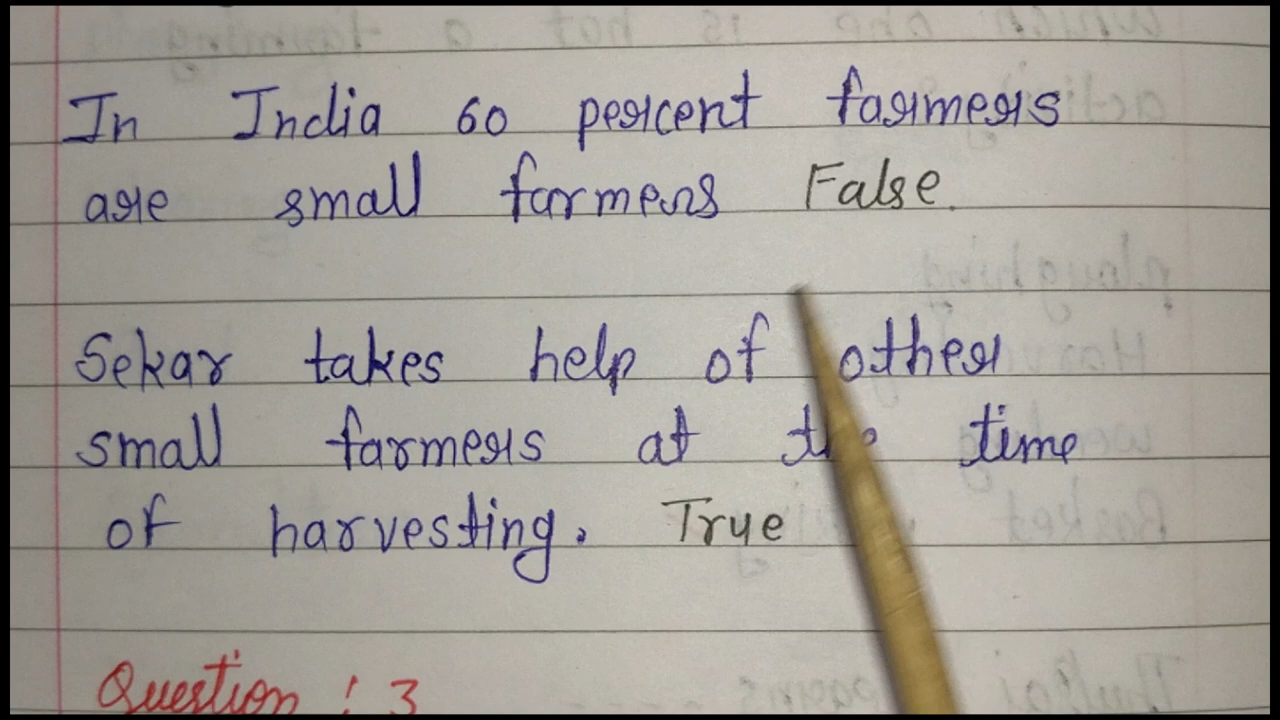 In India 60 percent farmers
are small farmers False.
Sekar takes help of other
small farmers at the time
of harvesting. True
Question : 3